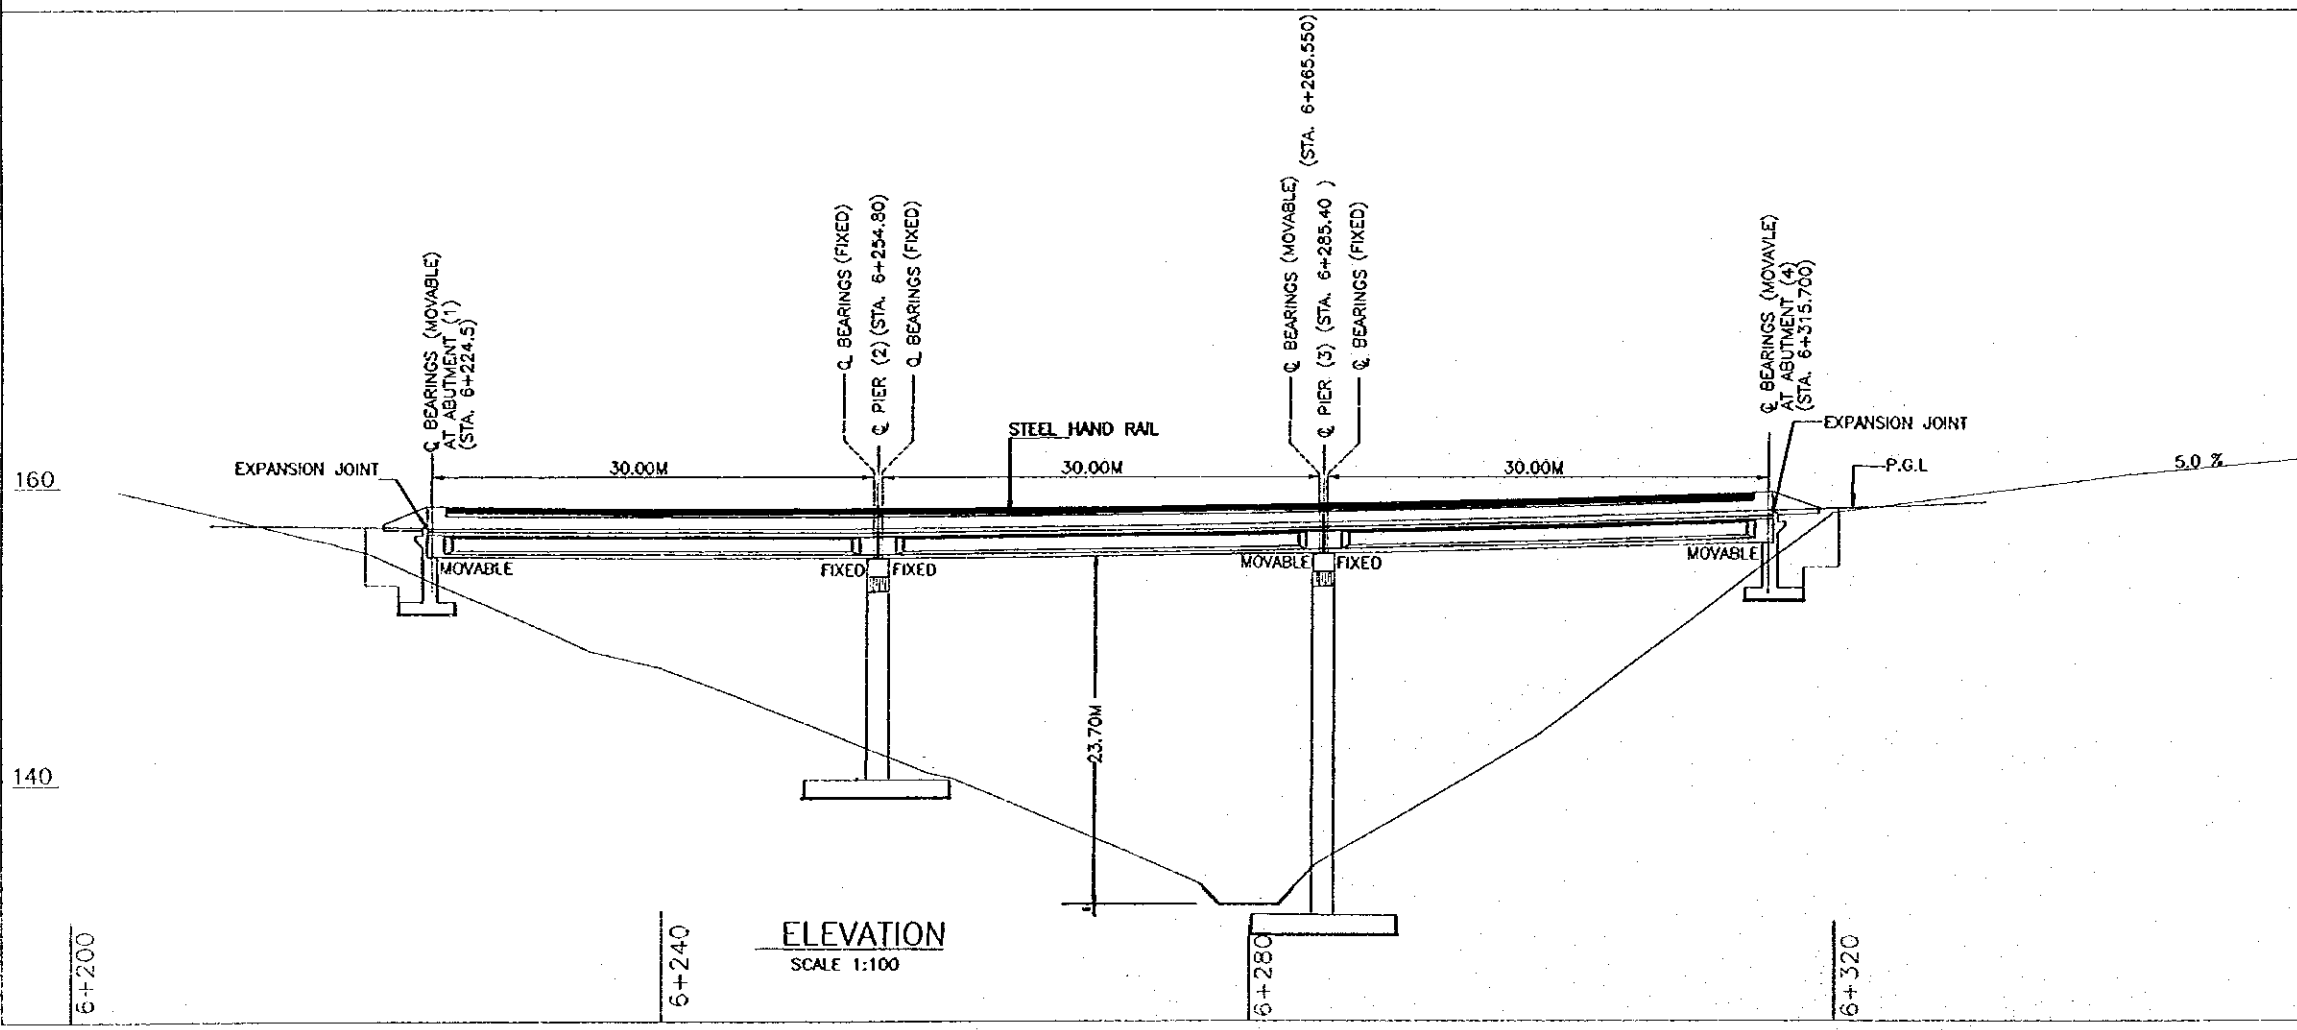 (STA. 6+265.550)
℄ BEARINGS (MOVABLE)
AT ABUTMENT (1)
(STA. 6+224.5)
℄ BEARINGS (FIXED)
℄ PIER (2) (STA. 6+254.80)
℄ BEARINGS (FIXED)
℄ BEARINGS (MOVABLE)
℄ PIER (3) (STA. 6+285.40 )
℄ BEARINGS (FIXED)
℄ BEARINGS (MOVAVLE)
AT ABUTMENT (4)
(STA. 6+315.700)
STEEL HAND RAIL
EXPANSION JOINT
EXPANSION JOINT
30.00M
30.00M
30.00M
P.G.L
5.0 %
160
MOVABLE
FIXED
FIXED
MOVABLE
FIXED
MOVABLE
23.70M
140
ELEVATION
SCALE 1:100
6+200
6+240
6+280
6+320